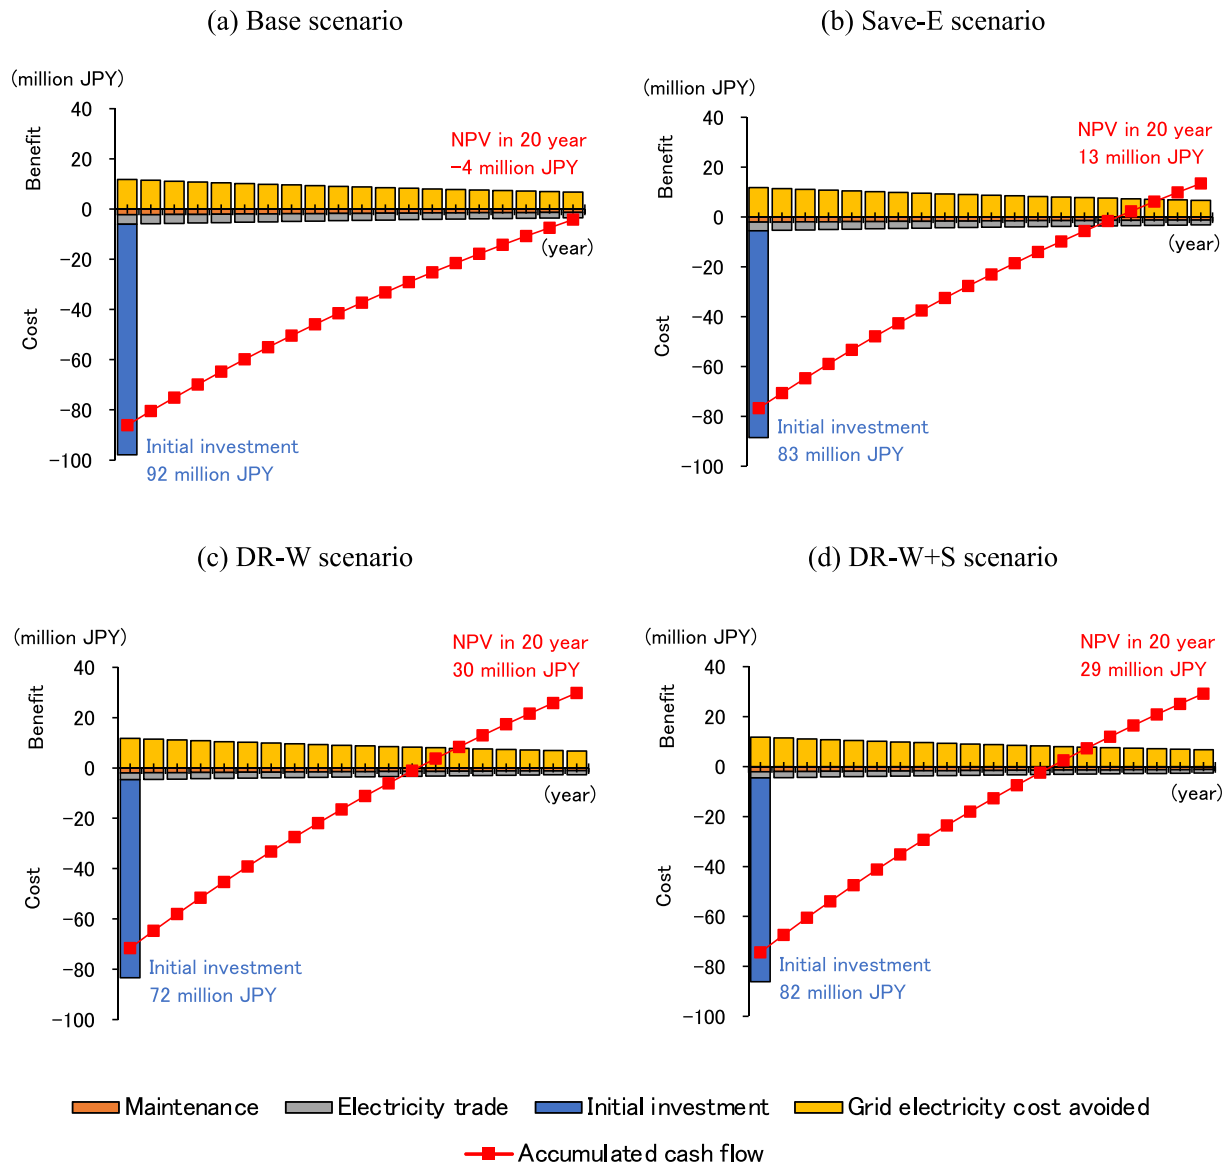 (a) Base scenario
(million JPY)
40
20
0
−20
−40
−60
−80
−100
Benefit
Cost
NPV in 20 year
−4 million JPY
(year)
Initial investment
92 million JPY
(b) Save-E scenario
(million JPY)
40
20
0
−20
−40
−60
−80
−100
Benefit
Cost
NPV in 20 year
13 million JPY
(year)
Initial investment
83 million JPY
(c) DR-W scenario
(million JPY)
40
20
0
−20
−40
−60
−80
−100
Benefit
Cost
NPV in 20 year
30 million JPY
(year)
Initial investment
72 million JPY
(d) DR-W+S scenario
(million JPY)
40
20
0
−20
−40
−60
−80
−100
Benefit
Cost
NPV in 20 year
29 million JPY
(year)
Initial investment
82 million JPY
Maintenance Electricity trade Initial investment Grid electricity cost avoided
Accumulated cash flow